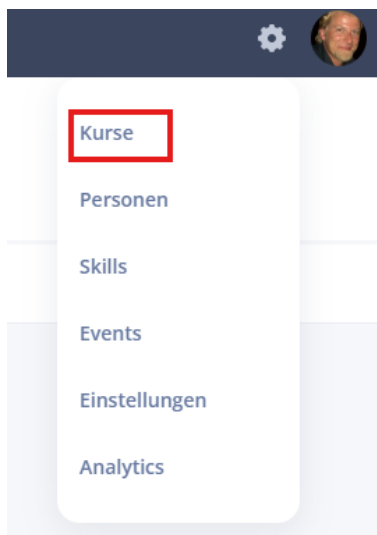 Kurse
Personen
Skills
Events
Einstellungen
Analytics